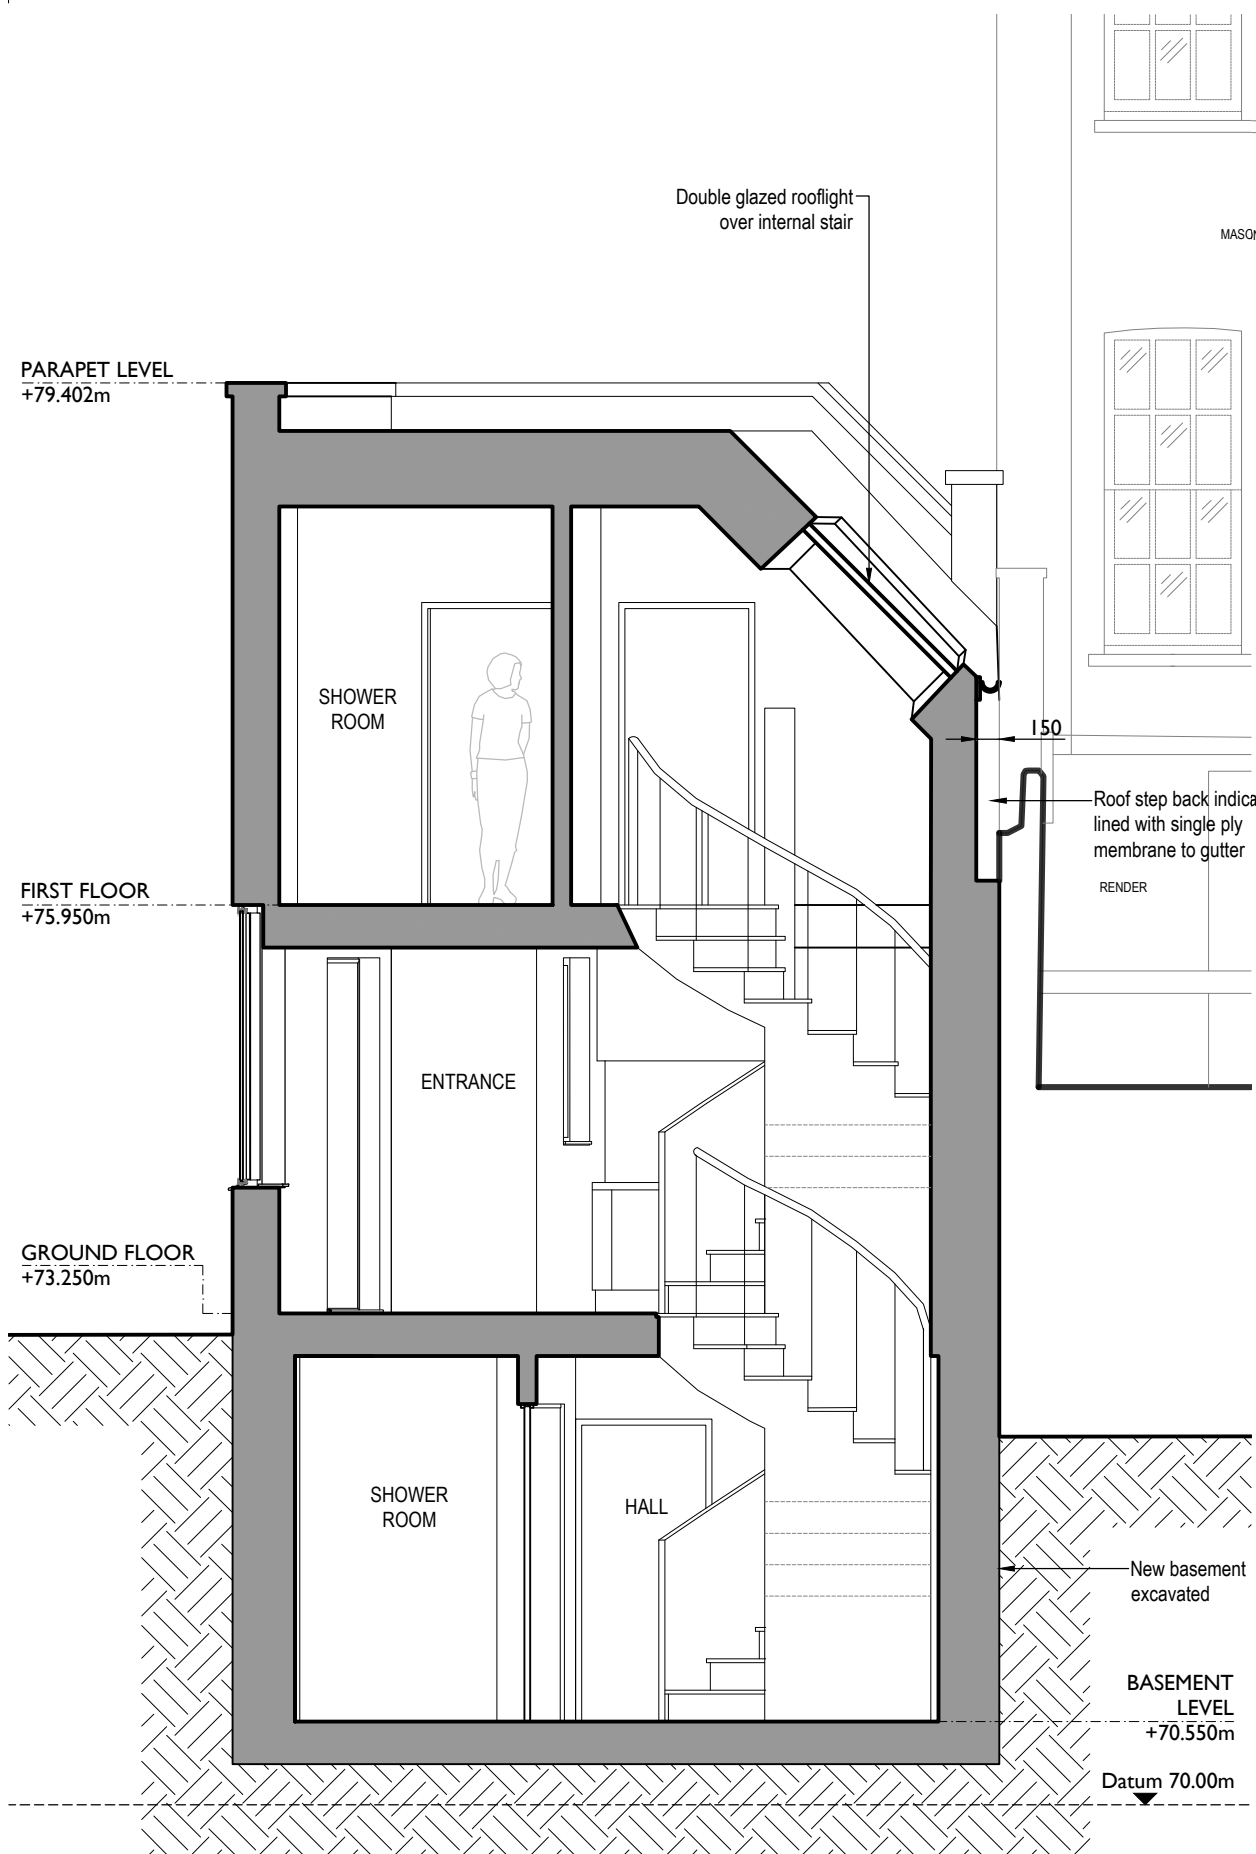 Double glazed rooflight
over internal stair
PARAPET LEVEL
+79.402m
SHOWER
ROOM
150
Roof step back indica
lined with single ply
membrane to gutter
RENDER
FIRST FLOOR
+75.950m
ENTRANCE
GROUND FLOOR
+73.250m
SHOWER
ROOM
HALL
New basement
excavated
BASEMENT
LEVEL
+70.550m
Datum 70.00m